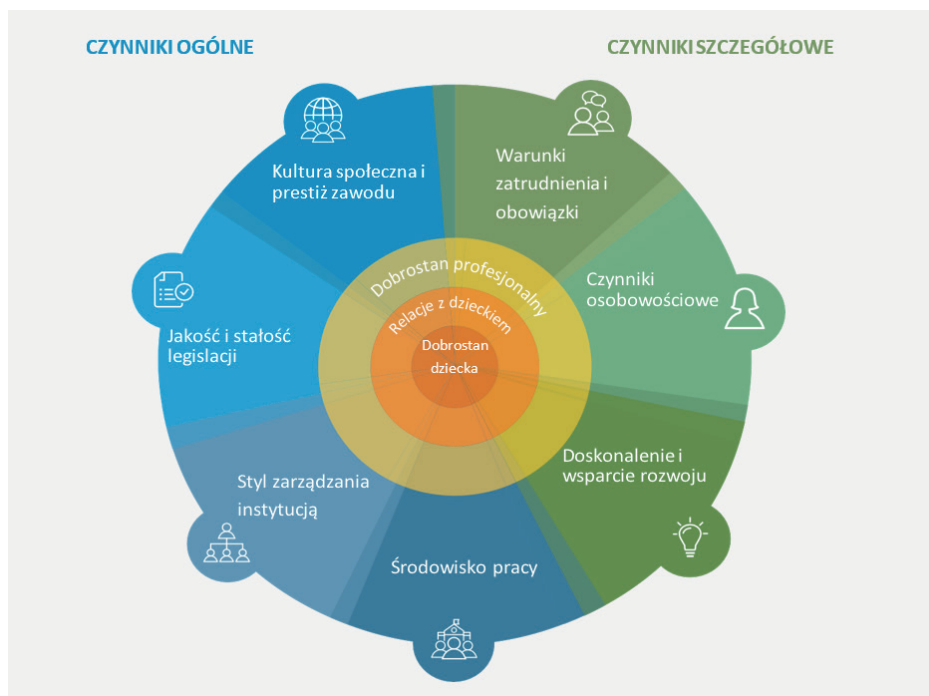 CZYNNIKI OGÓLNE
CZYNNIKI SZCZEGÓŁOWE
Kultura społeczna i
prestiż zawodu
Warunki
zatrudnienia i
obowiązki
Czynniki
osobowościowe
Jakość i stałość
legislacji
Dobrostan profesjonalny
Relacje z dzieckiem
Dobrostan
dziecka
Doskonalenie i
wsparcie rozwoju
Styl zarządzania
instytucją
Środowisko pracy